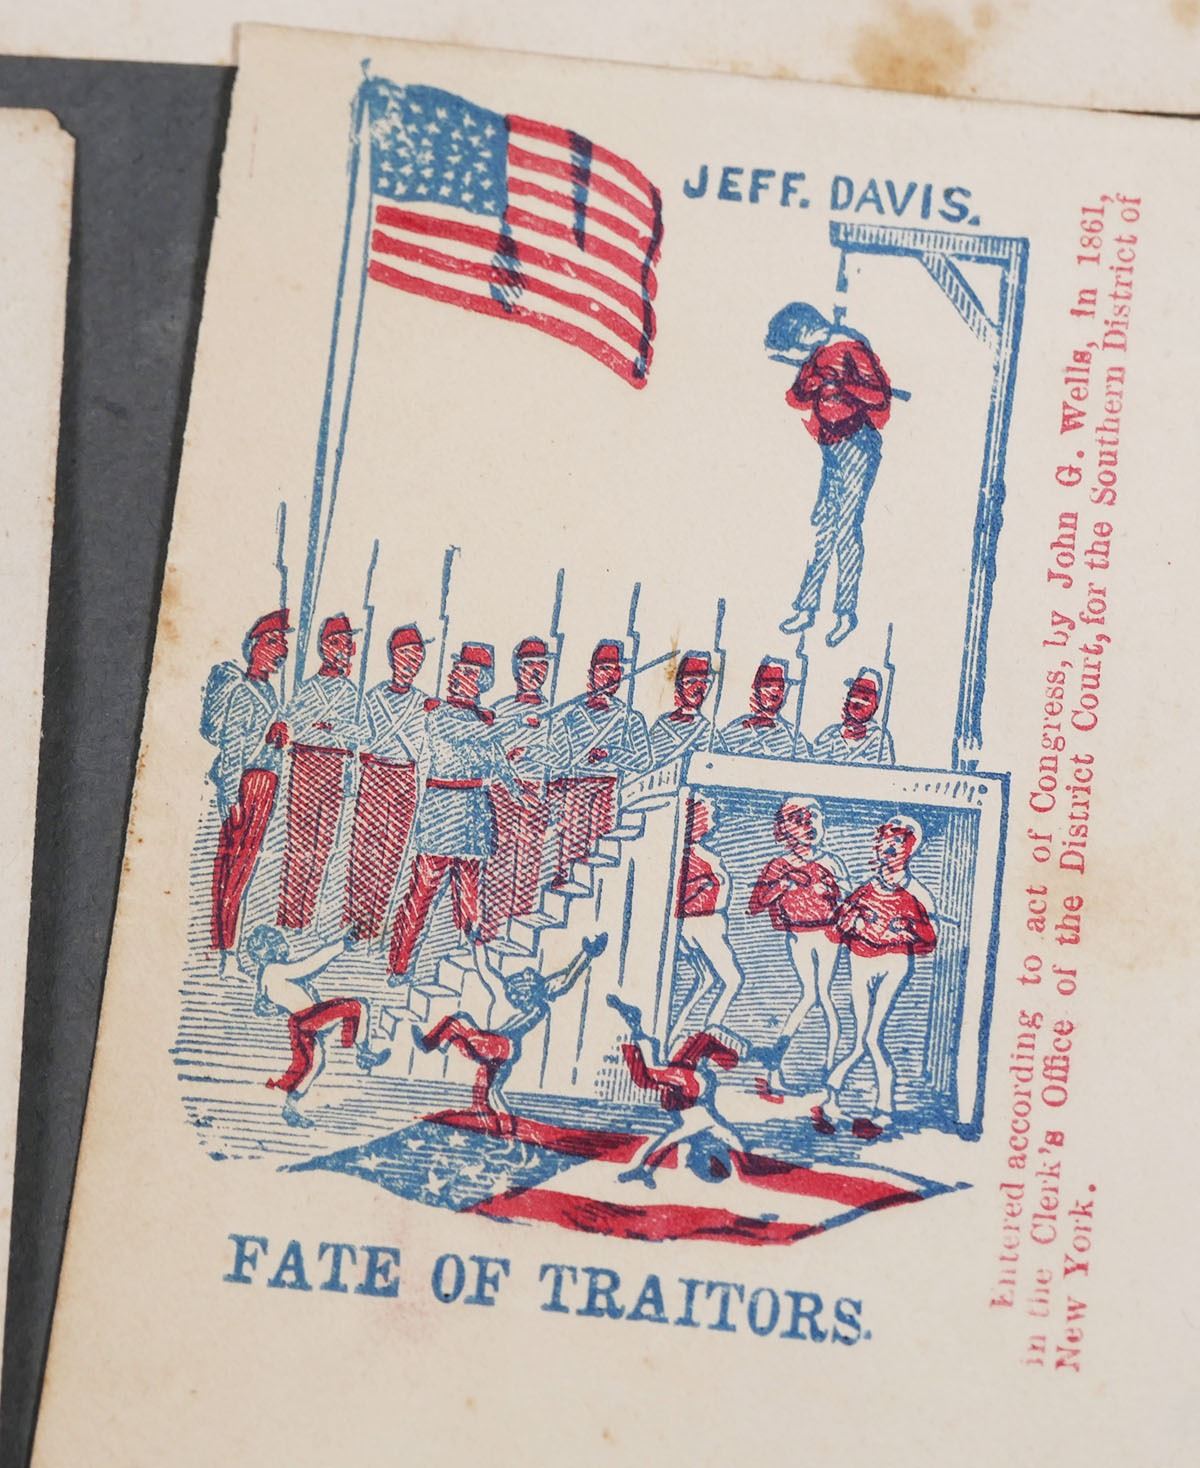 JEFF. DAVIS.
FATE OF TRAITORS.
Entered according to act of Congress, by John G. Wells, in 1861,
in the Clerk's Office of the District Court, for the Southern District of
New York.